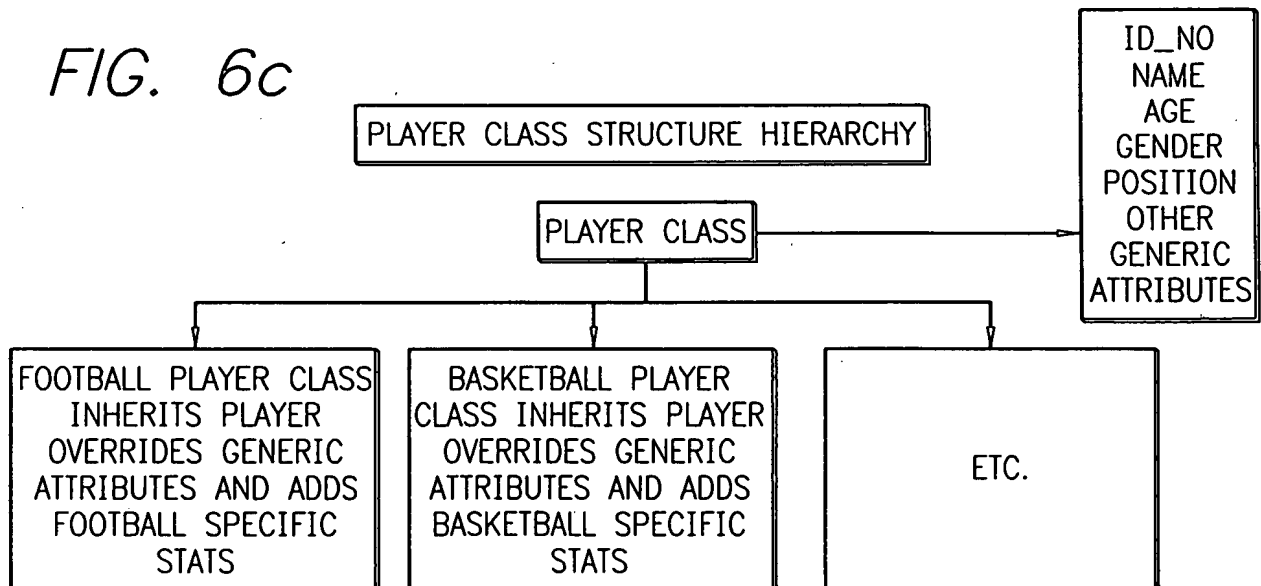 FIG. 6c
PLAYER CLASS STRUCTURE HIERARCHY
ID_NO
NAME
AGE
GENDER
POSITION
OTHER
GENERIC
ATTRIBUTES
PLAYER CLASS
FOOTBALL PLAYER CLASS
INHERITS PLAYER
OVERRIDES GENERIC
ATTRIBUTES AND ADDS
FOOTBALL SPECIFIC
STATS
BASKETBALL PLAYER
CLASS INHERITS PLAYER
OVERRIDES GENERIC
ATTRIBUTES AND ADDS
BASKETBALL SPECIFIC
STATS
ETC.